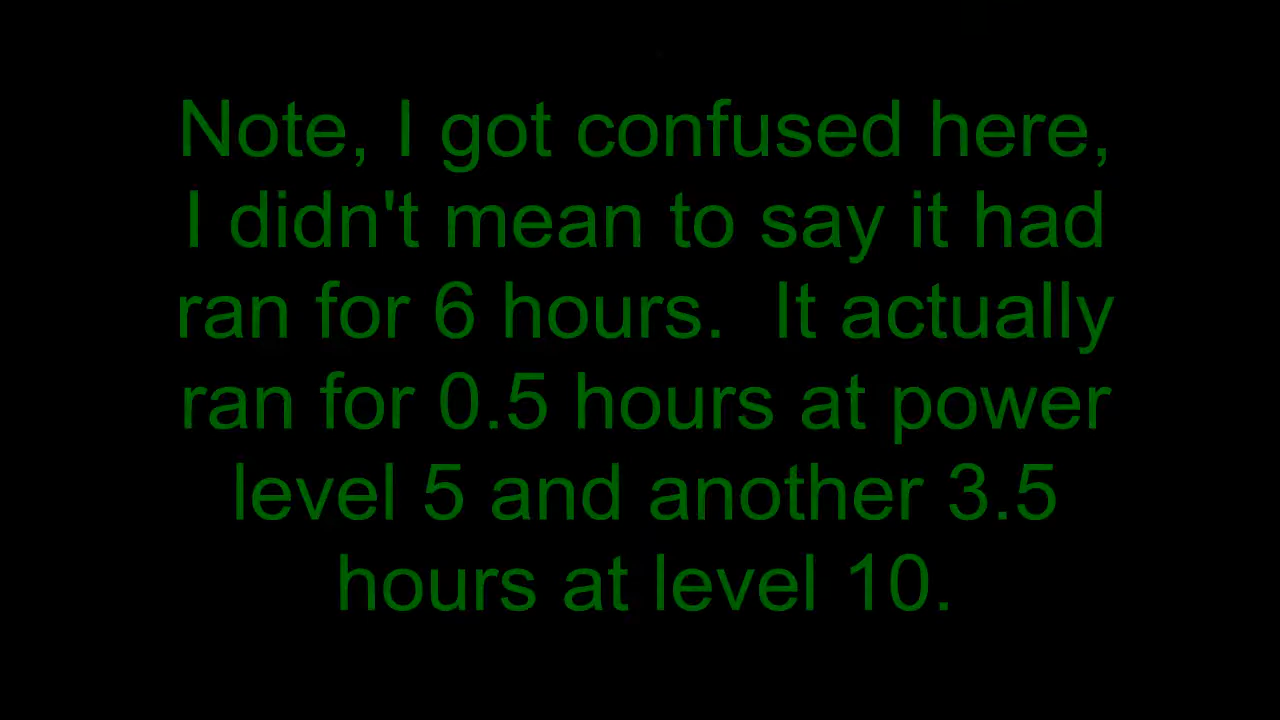 Note, I got confused here,
I didn't mean to say it had
ran for 6 hours.  It actually
ran for 0.5 hours at power
level 5 and another 3.5
hours at level 10.